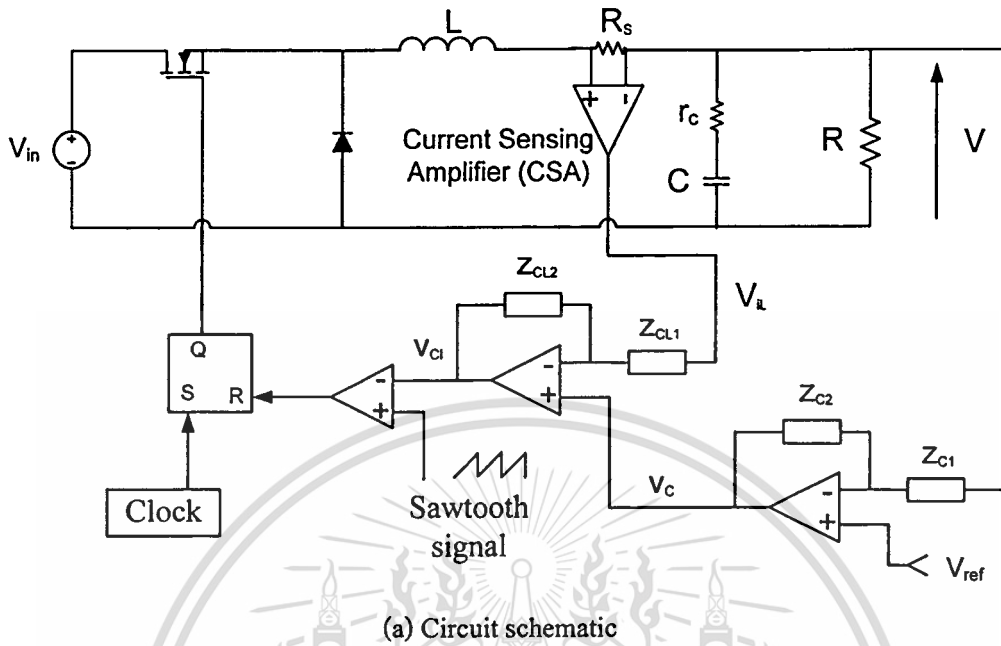 L
R_s
V_in
+
-
+
-
Current Sensing
Amplifier (CSA)
r_c
C
R
V
Z_CL2
V_iL
Z_CL1
Q
S R
V_CI
-
+
-
+
Z_C2
Z_C1
V_C
-
+
Clock
Sawtooth
signal
V_ref
(a) Circuit schematic